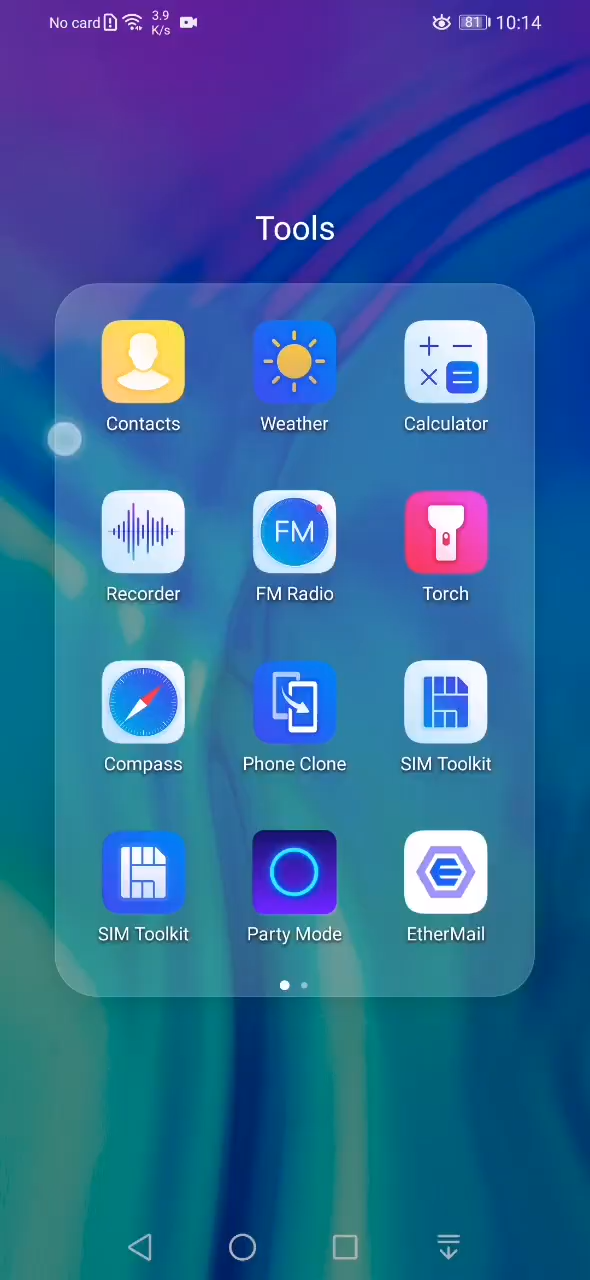 No card 3.9 K/s 81 10:14
Tools
Contacts Weather Calculator
FM
Recorder FM Radio Torch
Compass Phone Clone SIM Toolkit
SIM Toolkit Party Mode EtherMail